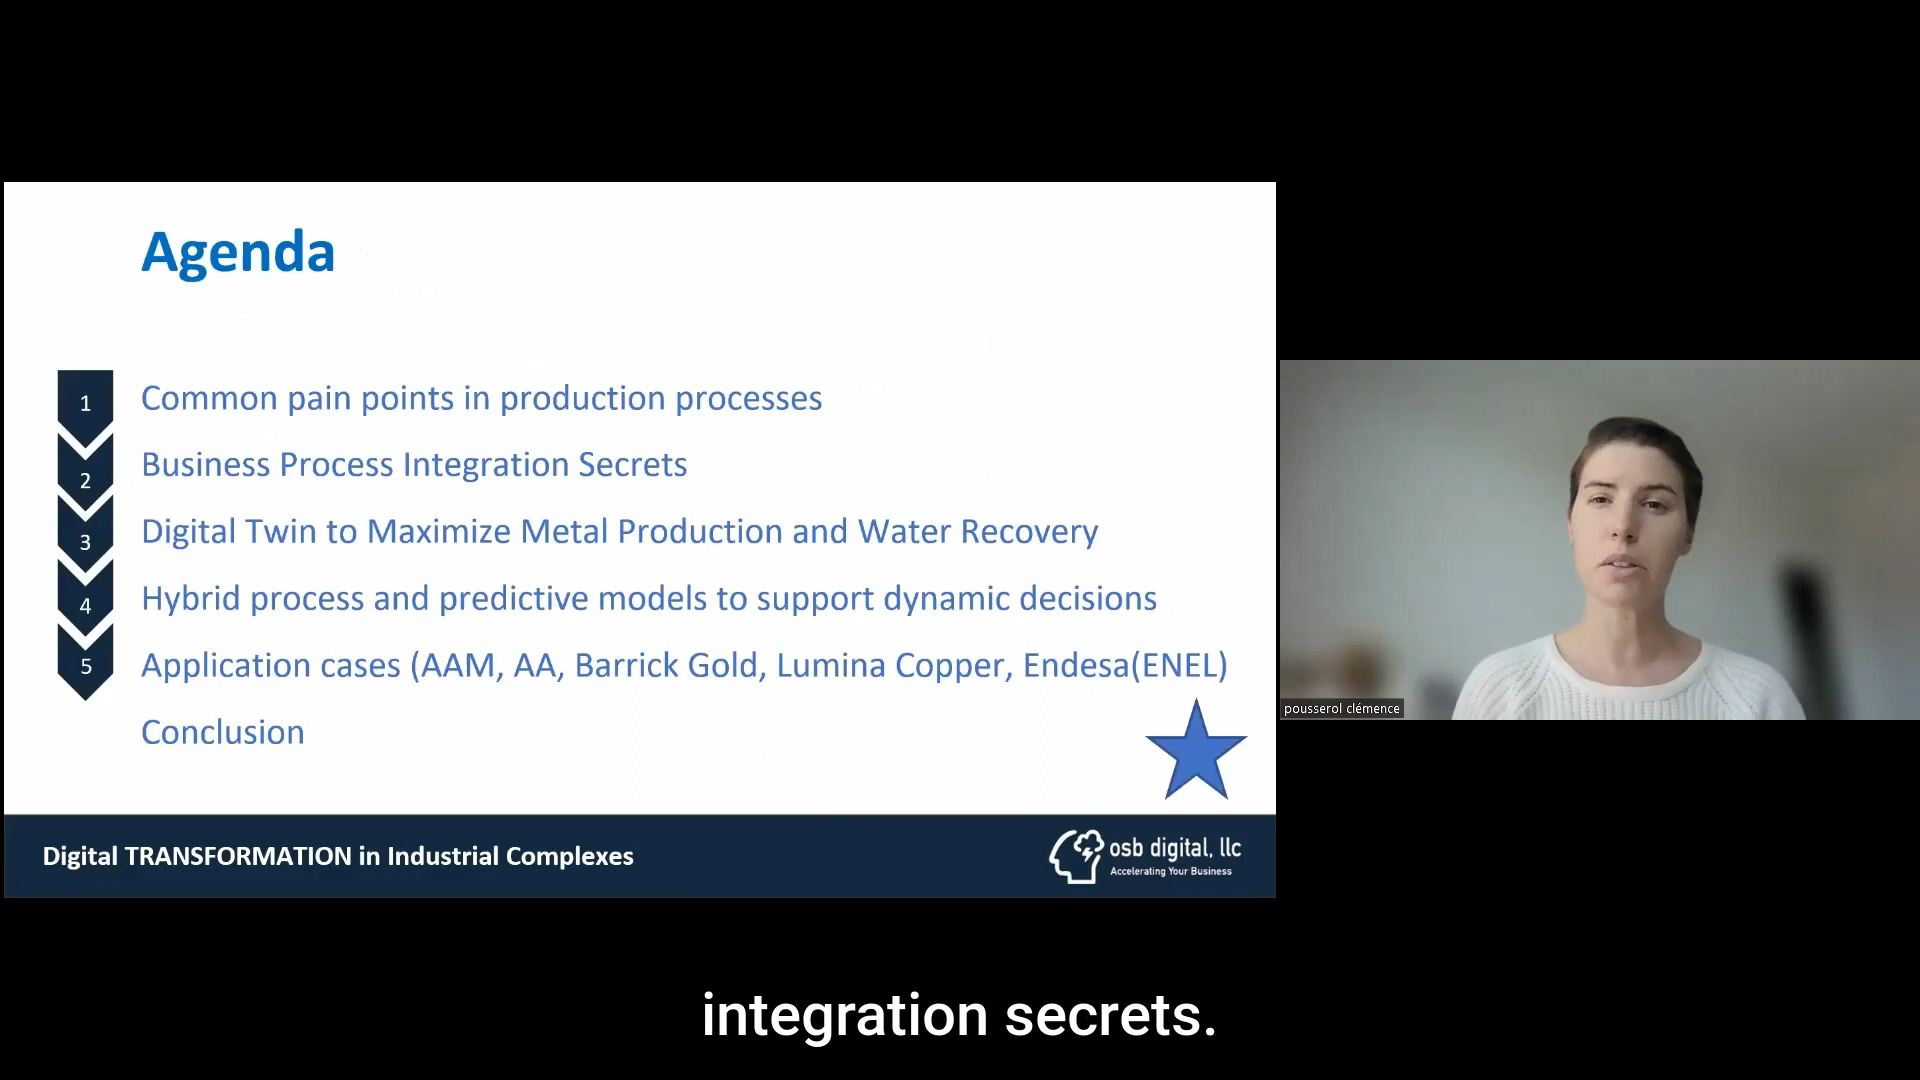 Agenda
1 Common pain points in production processes
2 Business Process Integration Secrets
3 Digital Twin to Maximize Metal Production and Water Recovery
4 Hybrid process and predictive models to support dynamic decisions
5 Application cases (AAM, AA, Barrick Gold, Lumina Copper, Endesa(ENEL)
Conclusion
Digital TRANSFORMATION in Industrial Complexes
osb digital, llc
Accelerating Your Business
pousserol clémence
integration secrets.